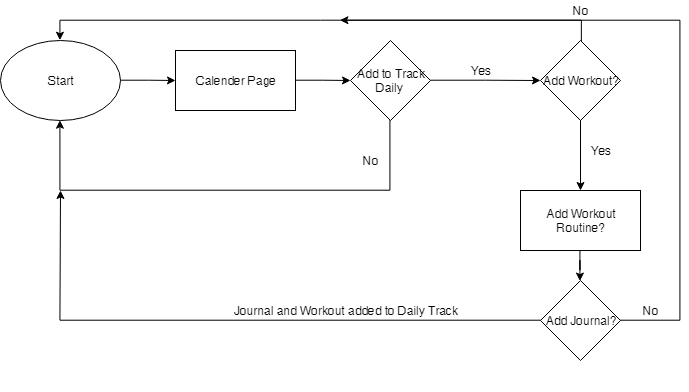 No
Start
Calender Page
Add to Track
Daily
Yes
Add Workout?
No
Yes
Add Workout
Routine?
Journal and Workout added to Daily Track
Add Journal?
No